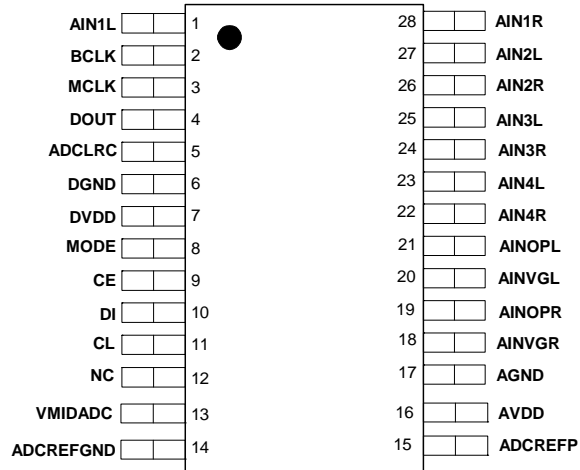 AIN1L 1 28 AIN1R
BCLK 2 27 AIN2L
MCLK 3 26 AIN2R
DOUT 4 25 AIN3L
ADCLRC 5 24 AIN3R
DGND 6 23 AIN4L
DVDD 7 22 AIN4R
MODE 8 21 AINOPL
CE 9 20 AINVGL
DI 10 19 AINOPR
CL 11 18 AINVGR
NC 12 17 AGND
VMIDADC 13 16 AVDD
ADCREFGND 14 15 ADCREFP